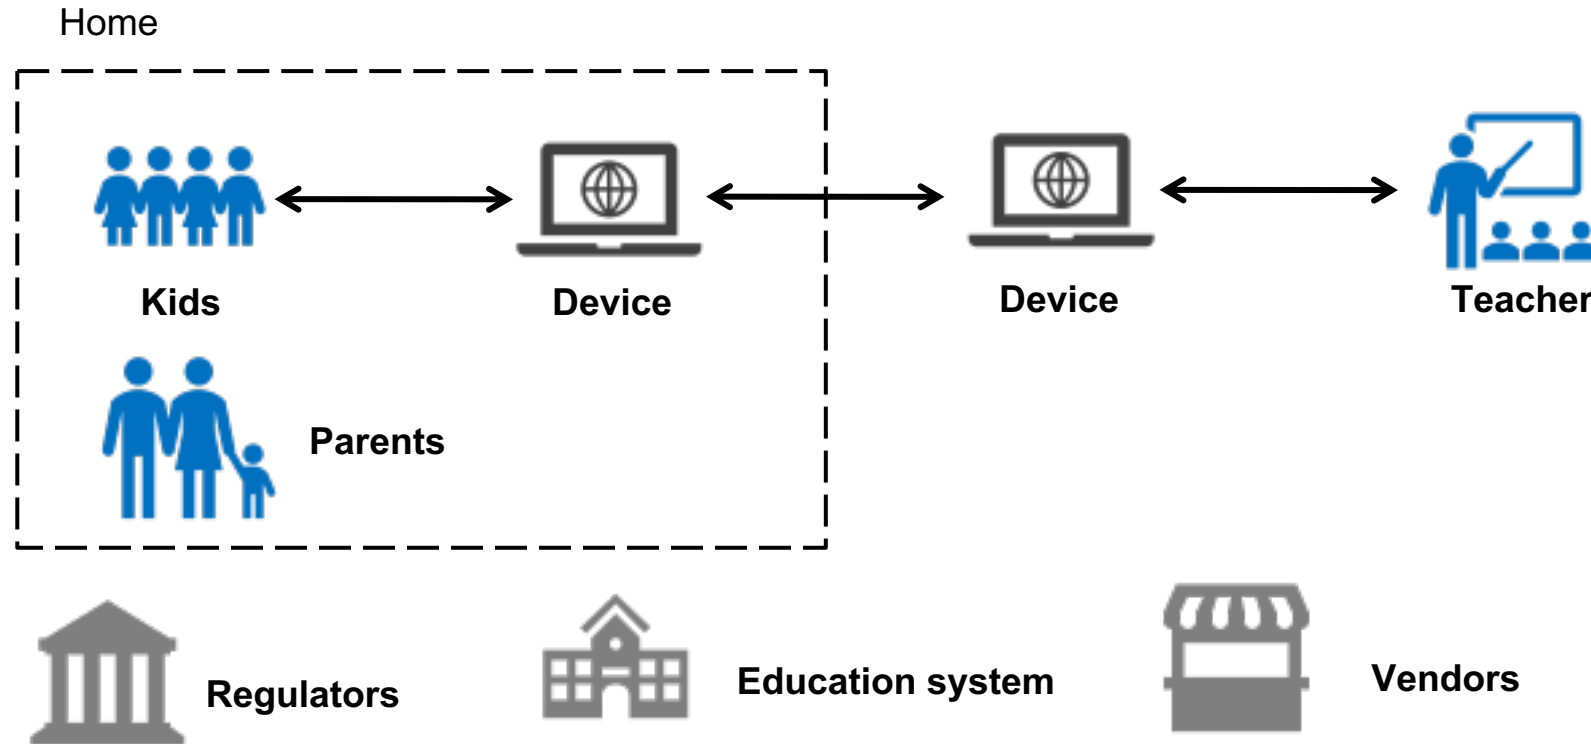 Home
Kids
Device
Device
Teacher
Parents
Regulators
Education system
Vendors